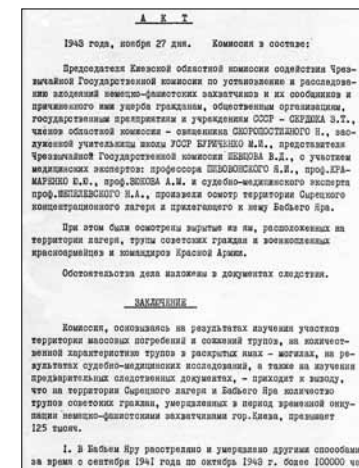 А К Т
1943 года, ноября 27 дня. Комиссия в составе:
Председателя Киевской областной комиссии содействия Чрез-
вычайной Государственной комиссии по установлению и расследова-
нию злодеяний немецко-фашистских захватчиков и их сообщников и
причиненного ими ущерба гражданам, общественным организациям,
государственным предприятиям и учреждениям СССР - СЕРДЮКА З.Т.,
членов областной комиссии - священника СКОРОПОСТИЖНОГО Н., зас-
луженной учительницы школы УССР БУРИЧЕНКО М.И., представителя
Чрезвычайной Государственной комиссии ПЕВЦОВА В.Д., с участием
медицинских экспертов: профессора ПИВОВОНСКОГО Я.И., проф.КРА-
МАРЕНКО Ю.Ю., проф.ВОКОВА А.М. и судебно-медицинского эксперта
проф. Н.А., произвели осмотр территории Сырецкого
концентрационного лагеря и прилегающего к нему Бабьего Яра.
При этом были осмотрены вырытые из ям, расположенных на
территории лагеря, трупы советских граждан и военнопленных
красноармейцев и командиров Красной Армии.
Обстоятельства дела изложены в документах следствия.
ЗАКЛЮЧЕНИЕ
Комиссия, основываясь на результатах изучения участков
территории массовых погребений и сожжений трупов, на количест-
венной характеристике трупов в раскрытых ямах - могилах, на ре-
зультатах судебно-медицинских исследований, а также на изучении
предварительных следственных документах, - приходит к выводу,
что на территории Сырецкого лагеря и Бабьего Яра количество
трупов советских граждан, умерщвленных в период временной окку-
пации немецко-фашистскими захватчиками гор.Киева, превышает
125 тысяч.
1. В Бабьем Яру расстреляно и умерщвлено другими способами
за время с сентября 1941 года по октябрь 1943 г. более 100000 че